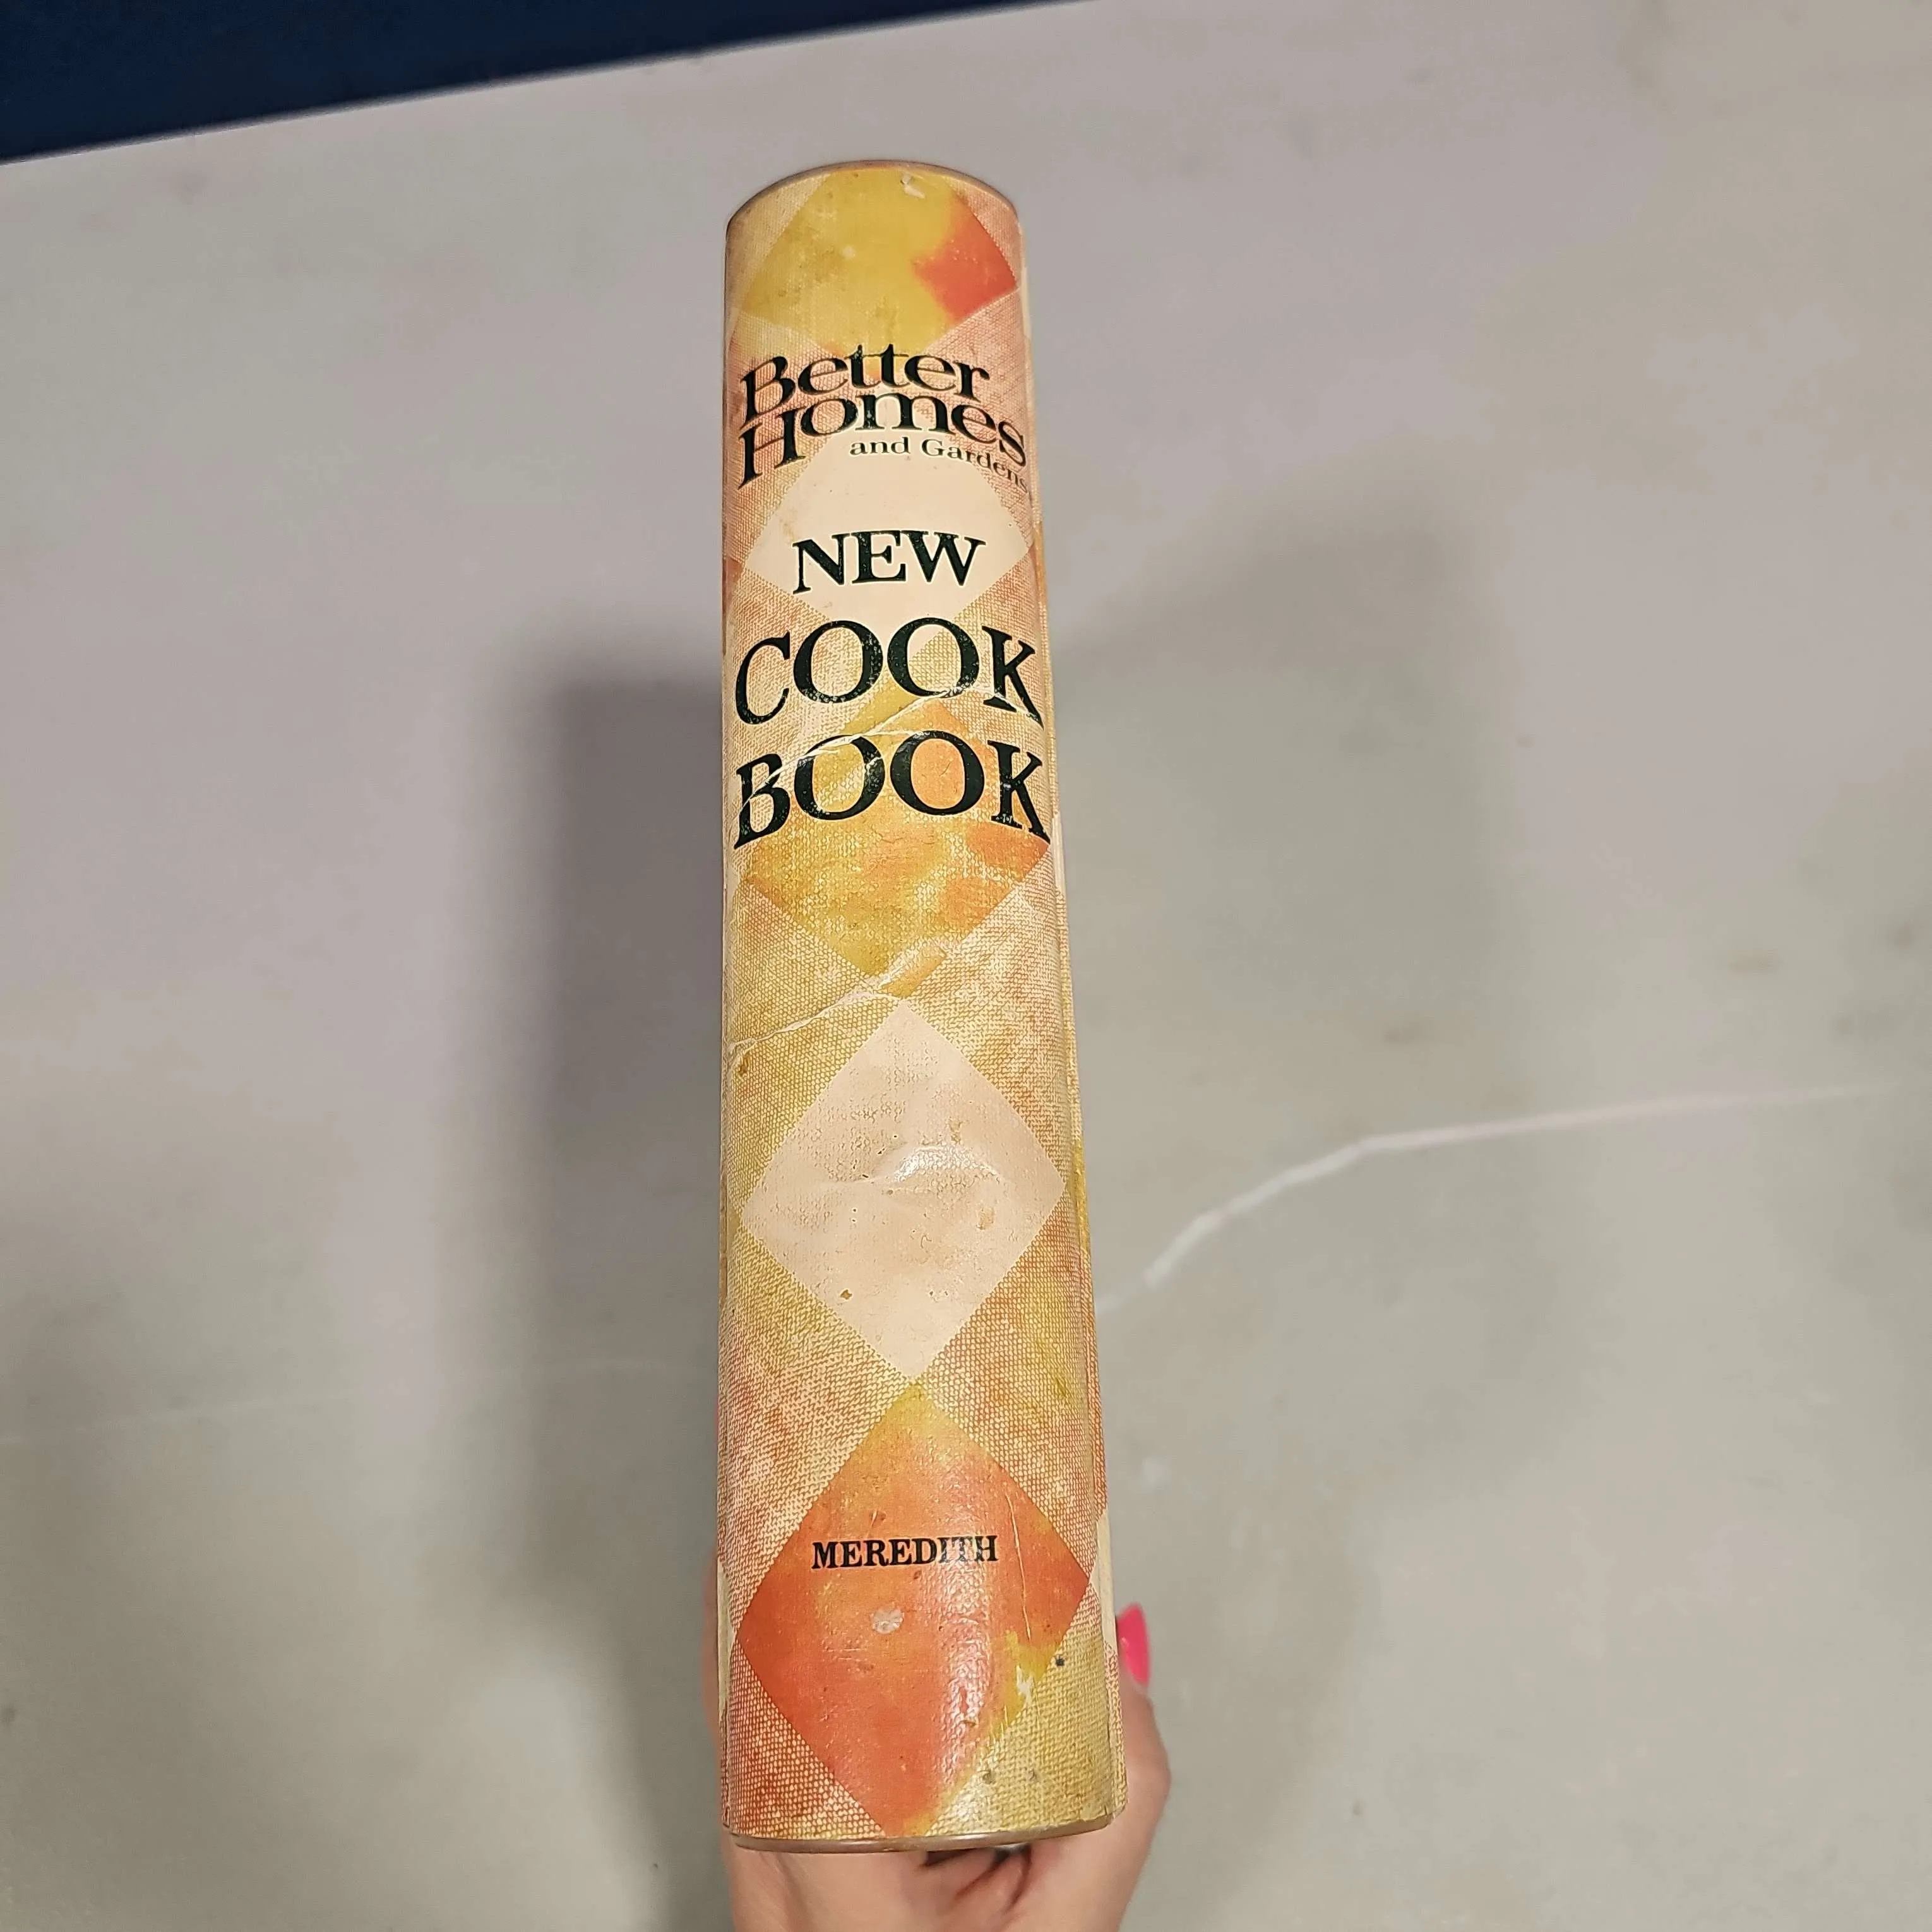 Better
Homes
and Gardens
NEW
COOK
BOOK
MEREDITH